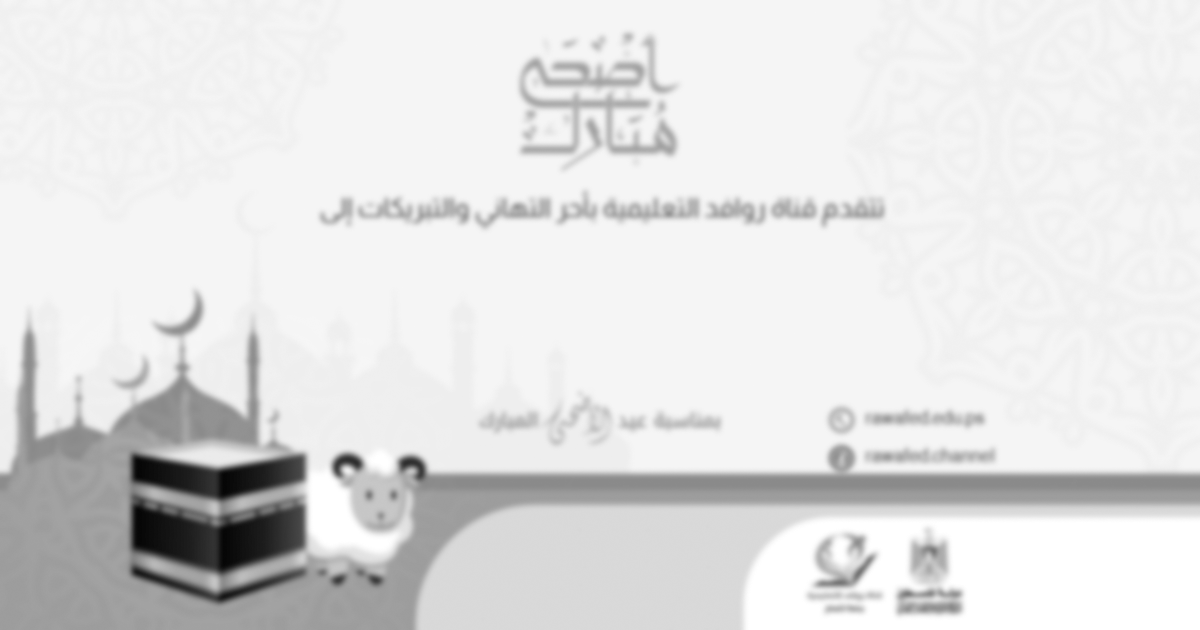 أضحى
مبارك
تتقدم قناة روافد التعليمية بأحر التهاني والتبريكات إلى
بمناسبة عيد الأضحى المبارك
rawafed.edu.ps
rawafed.channel